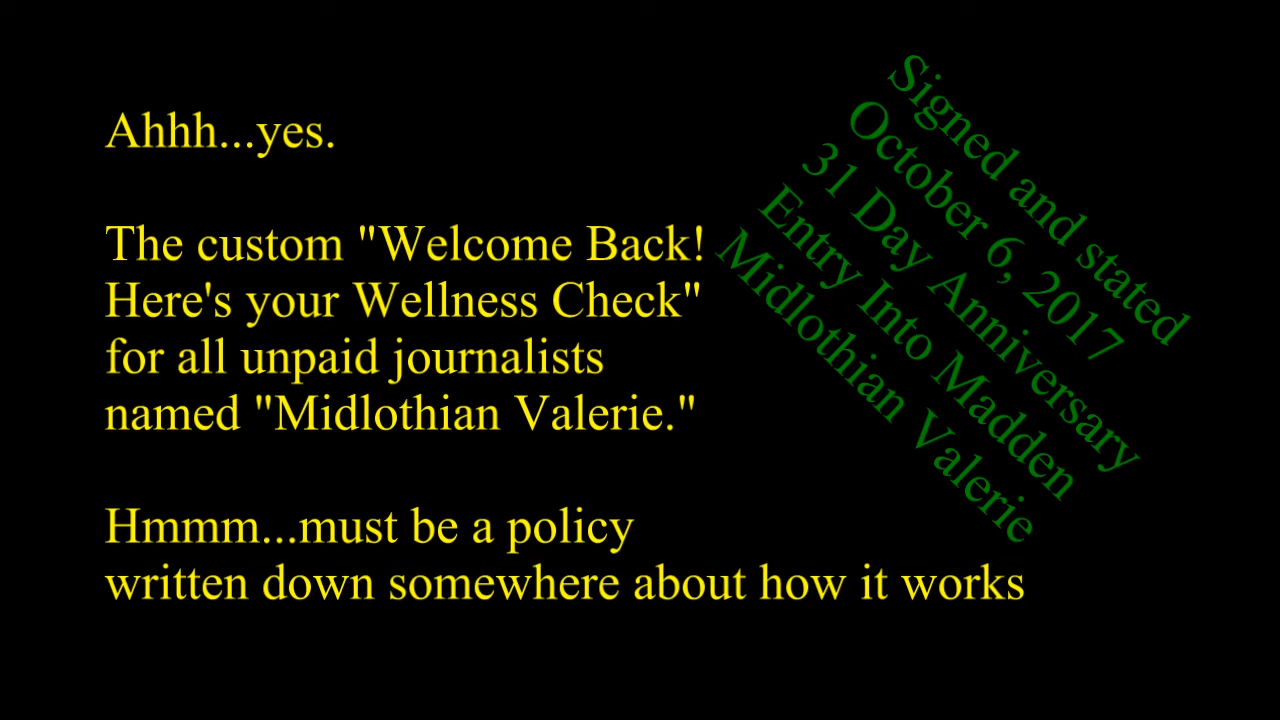 Ahhh...yes.
The custom "Welcome Back!
Here's your Wellness Check"
for all unpaid journalists
named "Midlothian Valerie."
Hmmm...must be a policy
written down somewhere about how it works
Signed and stated
October 6, 2017
31 Day Anniversary
Entry Into Madden
Midlothian Valerie